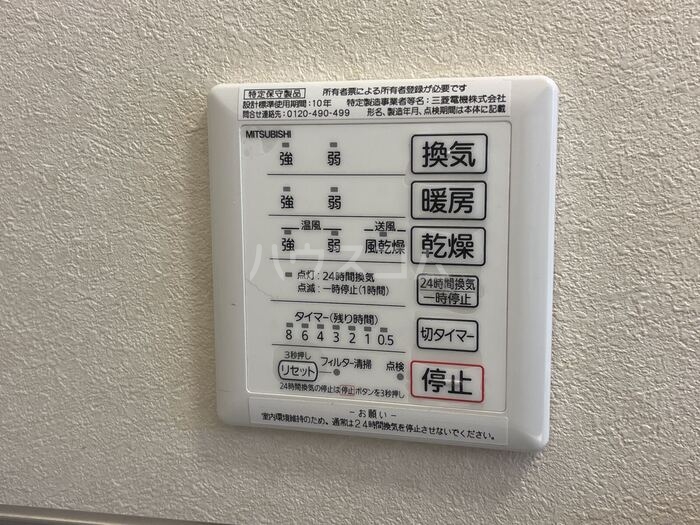 特定保守製品 所有者票による所有者登録が必要です
設計標準使用期間:10年 特定製造事業者等名:三菱電機株式会社
問合せ連絡先:0120-490-499 形名、製造年月、点検期間は本体に記載
MITSUBISHI
強 弱 換気
強 弱 暖房
温風 送風
強 弱 風乾燥 乾燥
ハウスコム
点灯:24時間換気
点滅:一時停止(1時間)
24時間換気
一時停止
タイマー(残り時間)
8 6 4 3 2 1 0.5
切タイマー
3秒押し
リセット フィルター清掃 点検
停止
24時間換気の停止は停止ボタンを3秒押し
-お願い-
室内環境維持のため、通常は24時間換気を停止させないでください。